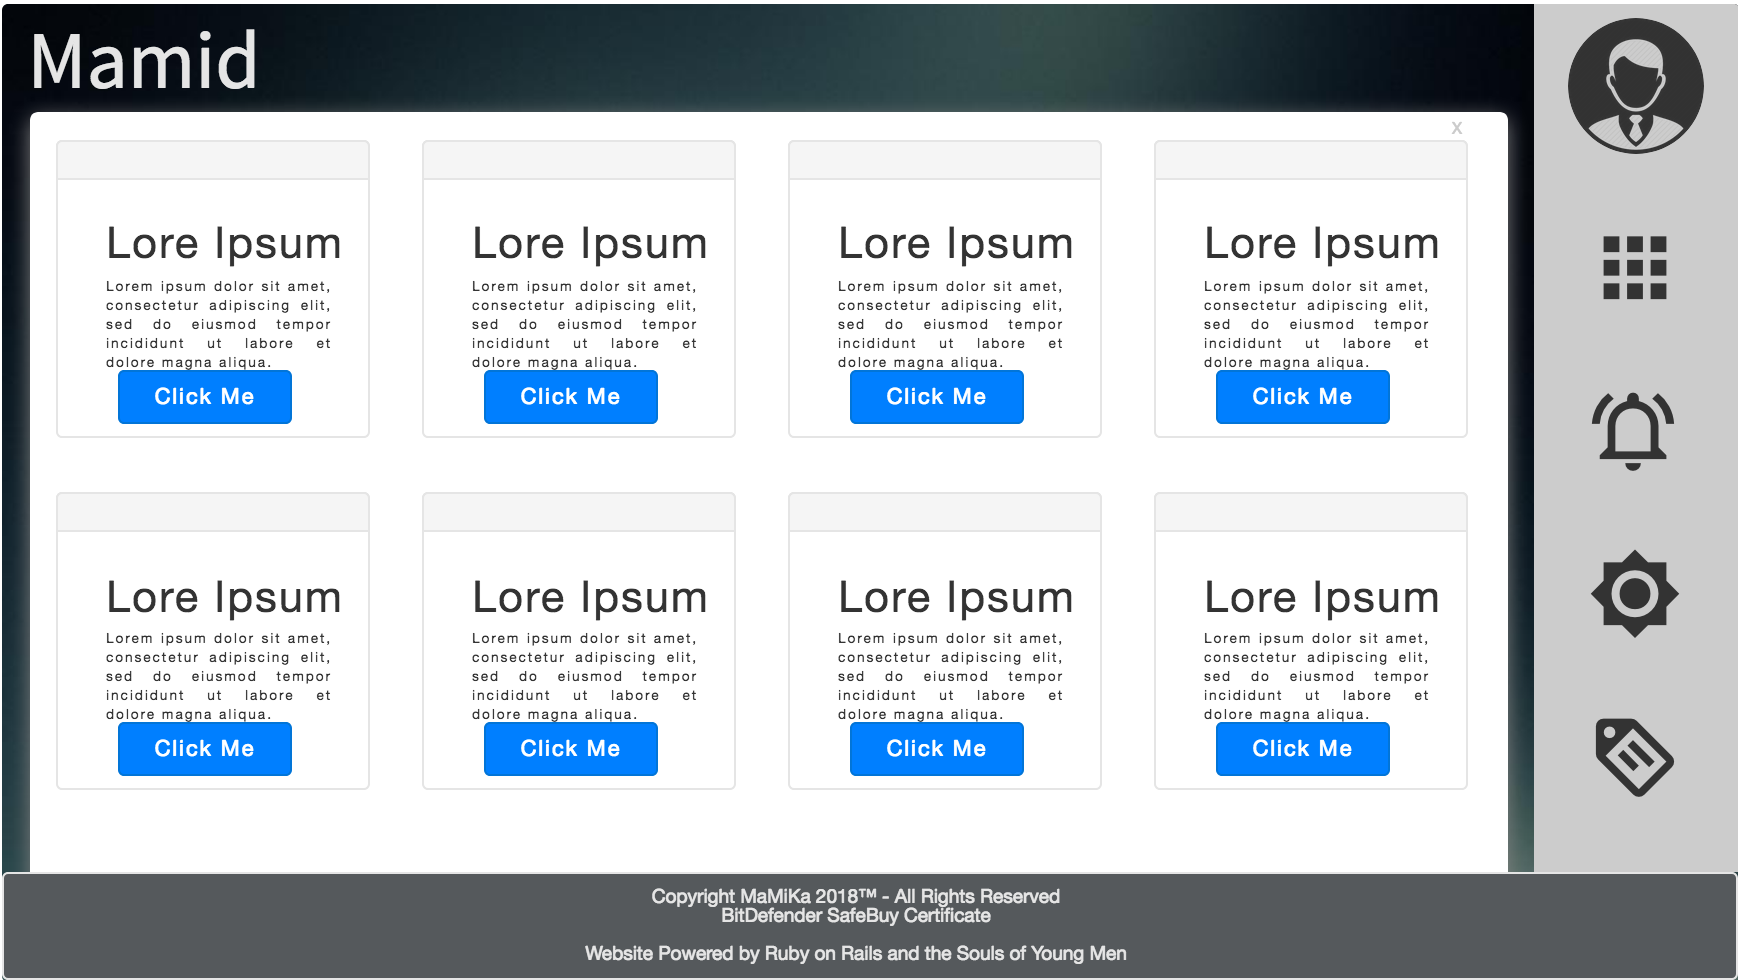 Mamid
x
Lore Ipsum
Lorem ipsum dolor sit amet,
consectetur adipiscing elit,
sed do eiusmod tempor
incididunt ut labore et
dolore magna aliqua.
Click Me
Lore Ipsum
Lorem ipsum dolor sit amet,
consectetur adipiscing elit,
sed do eiusmod tempor
incididunt ut labore et
dolore magna aliqua.
Click Me
Lore Ipsum
Lorem ipsum dolor sit amet,
consectetur adipiscing elit,
sed do eiusmod tempor
incididunt ut labore et
dolore magna aliqua.
Click Me
Lore Ipsum
Lorem ipsum dolor sit amet,
consectetur adipiscing elit,
sed do eiusmod tempor
incididunt ut labore et
dolore magna aliqua.
Click Me
Lore Ipsum
Lorem ipsum dolor sit amet,
consectetur adipiscing elit,
sed do eiusmod tempor
incididunt ut labore et
dolore magna aliqua.
Click Me
Lore Ipsum
Lorem ipsum dolor sit amet,
consectetur adipiscing elit,
sed do eiusmod tempor
incididunt ut labore et
dolore magna aliqua.
Click Me
Lore Ipsum
Lorem ipsum dolor sit amet,
consectetur adipiscing elit,
sed do eiusmod tempor
incididunt ut labore et
dolore magna aliqua.
Click Me
Lore Ipsum
Lorem ipsum dolor sit amet,
consectetur adipiscing elit,
sed do eiusmod tempor
incididunt ut labore et
dolore magna aliqua.
Click Me
Copyright MaMiKa 2018™ - All Rights Reserved
BitDefender SafeBuy Certificate
Website Powered by Ruby on Rails and the Souls of Young Men